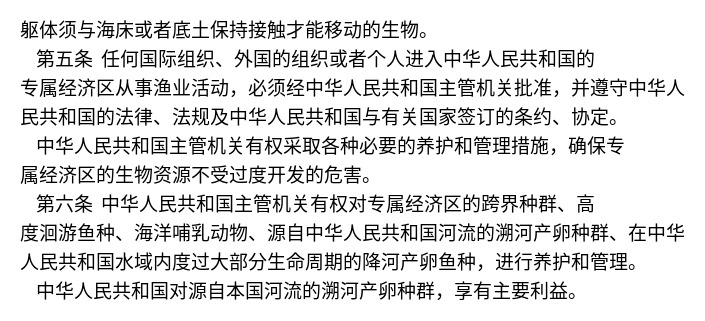 躯体须与海床或者底土保持接触才能移动的生物。
第五条 任何国际组织、外国的组织或者个人进入中华人民共和国的
专属经济区从事渔业活动，必须经中华人民共和国主管机关批准，并遵守中华人
民共和国的法律、法规及中华人民共和国与有关国家签订的条约、协定。
中华人民共和国主管机关有权采取各种必要的养护和管理措施，确保专
属经济区的生物资源不受过度开发的危害。
第六条 中华人民共和国主管机关有权对专属经济区的跨界种群、高
度洄游鱼种、海洋哺乳动物、源自中华人民共和国河流的溯河产卵种群、在中华
人民共和国水域内度过大部分生命周期的降河产卵鱼种，进行养护和管理。
中华人民共和国对源自本国河流的溯河产卵种群，享有主要利益。